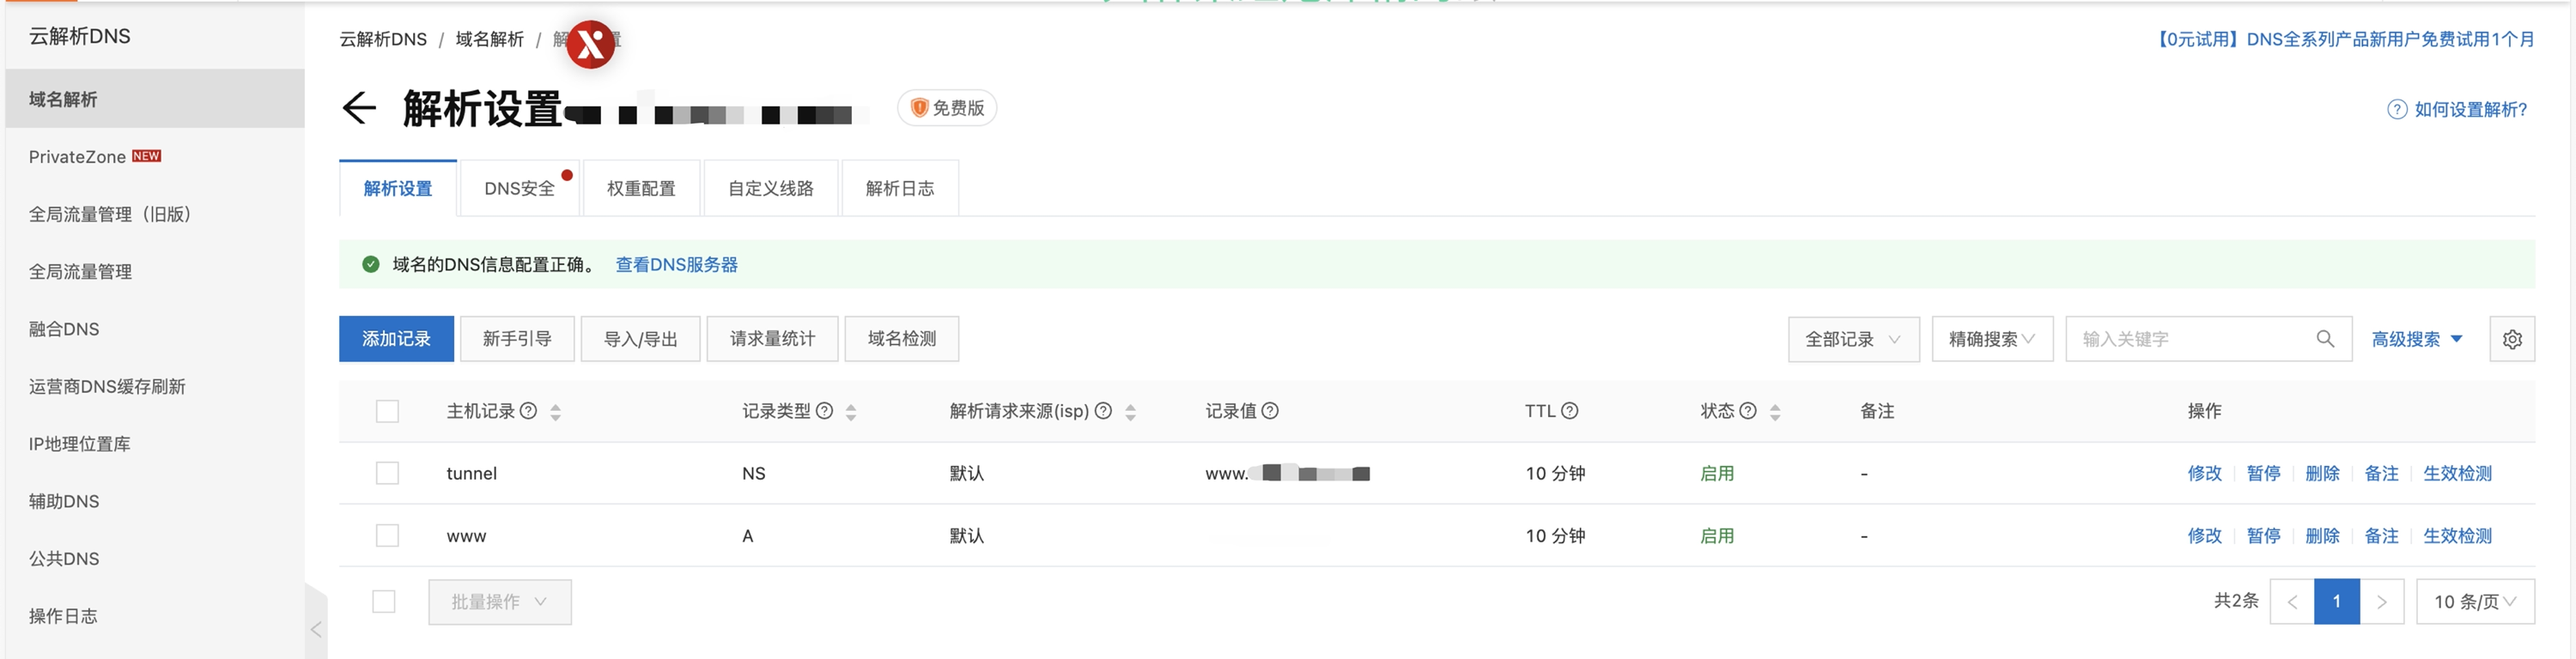 云解析DNS
域名解析
PrivateZone NEW
全局流量管理（旧版）
全局流量管理
融合DNS
运营商DNS缓存刷新
IP地理位置库
辅助DNS
公共DNS
操作日志
云解析DNS / 域名解析 / 解 置
【0元试用】DNS全系列产品新用户免费试用1个月
解析设置 免费版
如何设置解析?
解析设置 DNS安全 权重配置 自定义线路 解析日志
域名的DNS信息配置正确。 查看DNS服务器
添加记录 新手引导 导入/导出 请求量统计 域名检测 全部记录 精确搜索 输入关键字 高级搜索
主机记录 记录类型 解析请求来源(isp) 记录值 TTL 状态 备注 操作
tunnel NS 默认 www. 10 分钟 启用 - 修改 暂停 删除 备注 生效检测
www A 默认 10 分钟 启用 - 修改 暂停 删除 备注 生效检测
批量操作 共2条 < 1 > 10 条/页